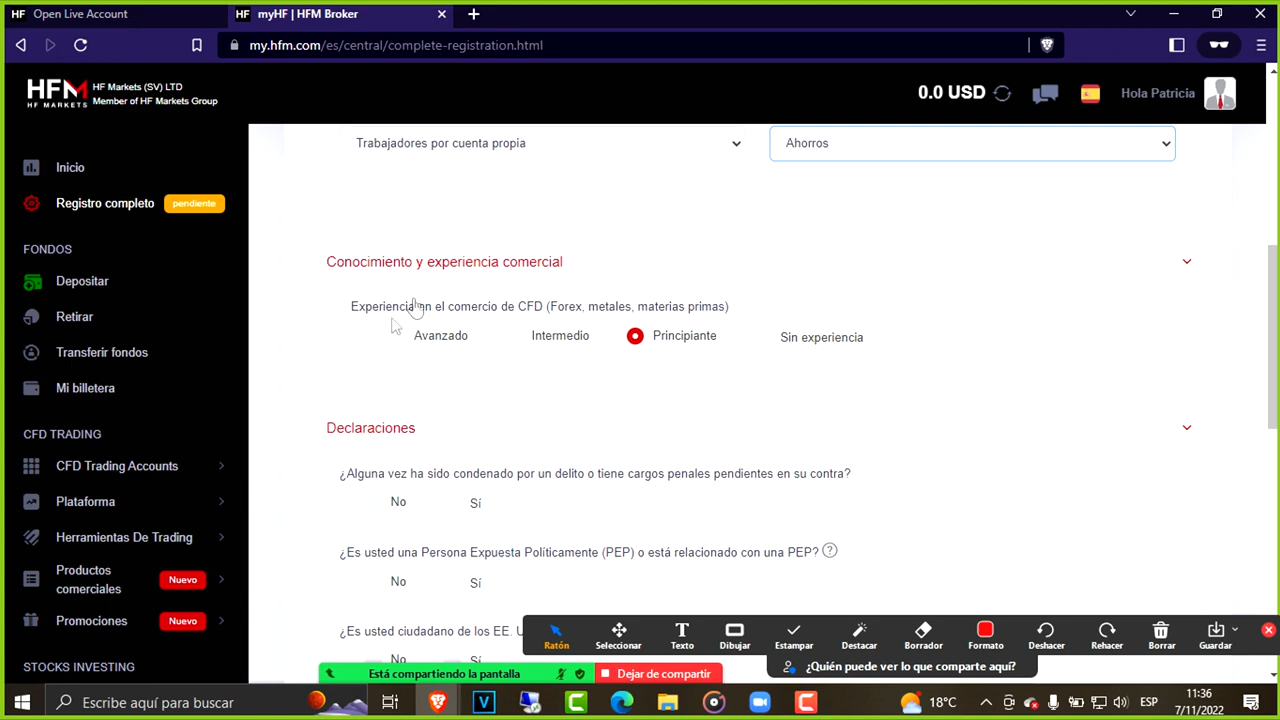 HF Open Live Account
HF myHF | HFM Broker
my.hfm.com/es/central/complete-registration.html
HFM
HF MARKETS
HF Markets (SV) LTD
Member of HF Markets Group
0.0 USD
Hola Patricia
Inicio
Registro completo pendiente
FONDOS
Depositar
Retirar
Transferir fondos
Mi billetera
CFD TRADING
CFD Trading Accounts
Plataforma
Herramientas De Trading
Productos
comerciales
Nuevo
Promociones Nuevo
STOCKS INVESTING
Trabajadores por cuenta propia
Ahorros
Conocimiento y experiencia comercial
Experiencia en el comercio de CFD (Forex, metales, materias primas)
Avanzado Intermedio Principiante Sin experiencia
Declaraciones
¿Alguna vez ha sido condenado por un delito o tiene cargos penales pendientes en su contra?
No Sí
¿Es usted una Persona Expuesta Políticamente (PEP) o está relacionado con una PEP? ?
No Sí
¿Es usted ciudadano de los EE. U
No Sí
Ratón Seleccionar Texto Dibujar Estampar Destacar Borrador Formato Deshacer Rehacer Borrar Guardar
¿Quién puede ver lo que comparte aquí?
Está compartiendo la pantalla
Dejar de compartir
Escribe aquí para buscar
18°C
ESP
11:36
7/11/2022